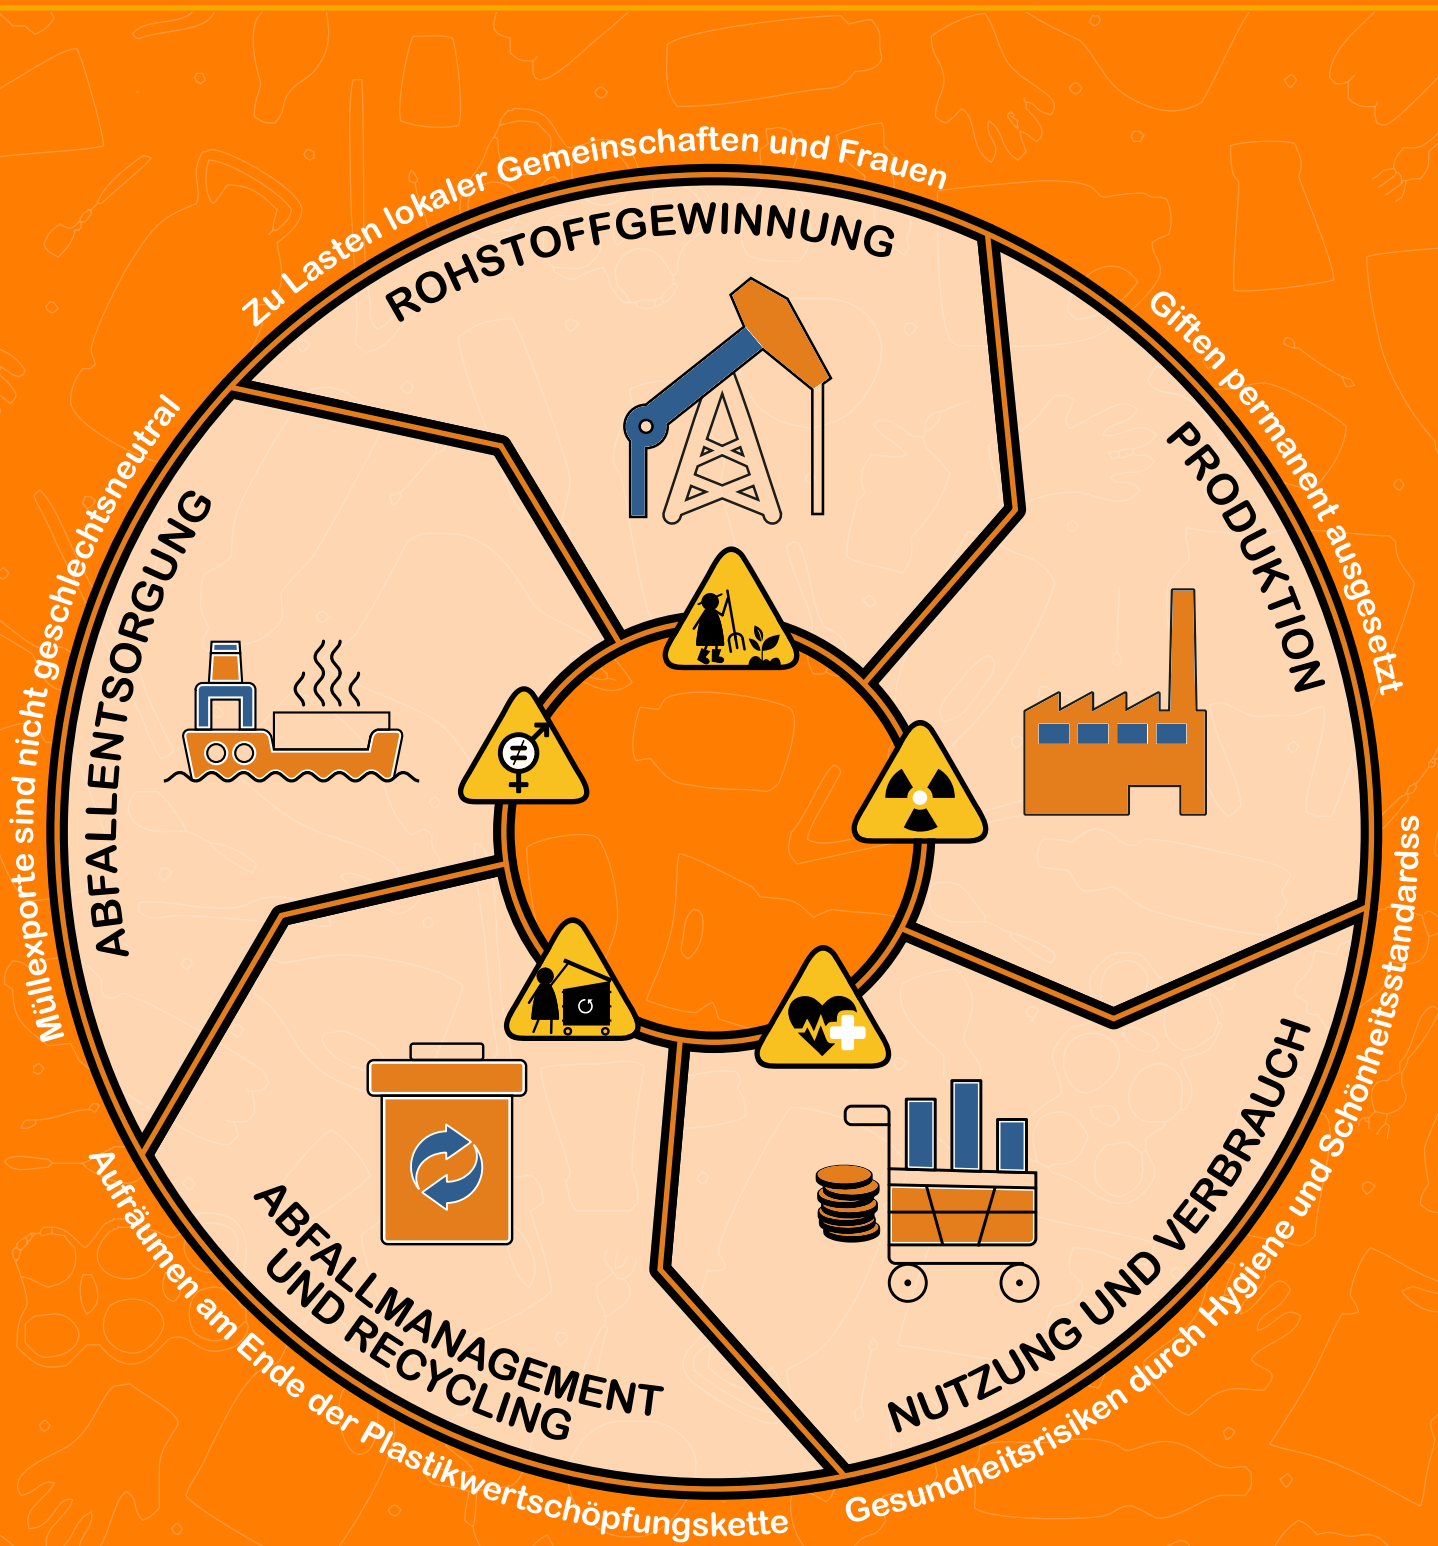 Zu Lasten lokaler Gemeinschaften und Frauen
ROHSTOFFGEWINNUNG
Giften permanent ausgesetzt
PRODUKTION
Gesundheitsrisiken durch Hygiene und Schönheitsstandardss
NUTZUNG UND VERBRAUCH
Aufräumen am Ende der Plastikwertschöpfungskette
ABFALLMANAGEMENT
UND RECYCLING
Müllexporte sind nicht geschlechtsneutral
ABFALLENTSORGUNG